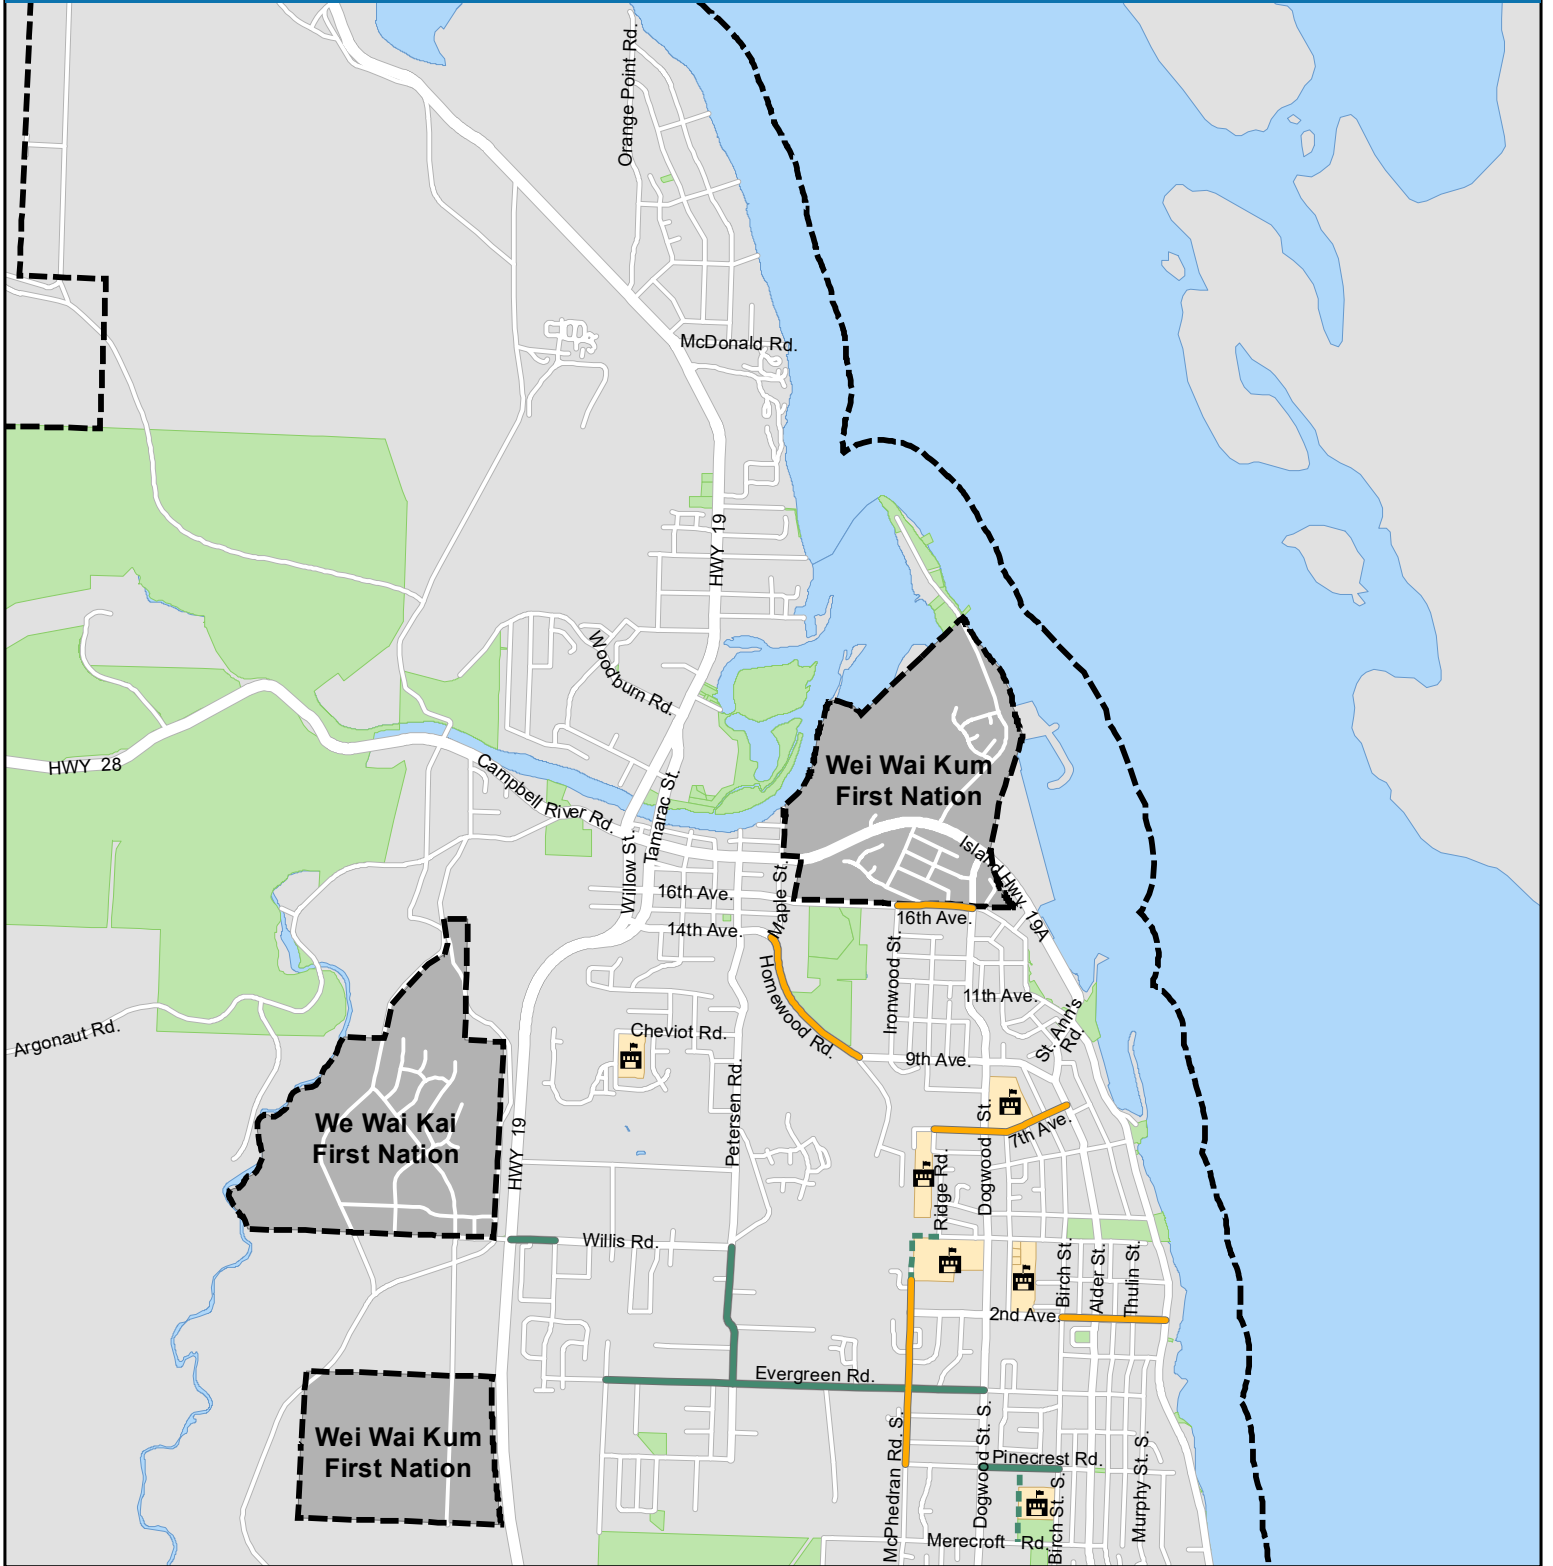 Orange Point Rd.
McDonald Rd.
HWY 19
Woodburn Rd.
HWY 28
Campbell River Rd.
Tamarac St.
Willow St.
Wei Wai Kum
First Nation
Island Hwy. 19A
Maple St.
16th Ave.
16th Ave.
14th Ave.
Homewood Rd.
Ironwood St.
11th Ave.
St. Ann's
Rd.
Argonaut Rd.
Cheviot Rd.
9th Ave.
Petersen Rd.
We Wai Kai
First Nation
HWY 19
7th Ave.
Dogwood St.
Ridge Rd.
Willis Rd.
Birch St.
Alder St.
Thulin St.
2nd Ave.
Evergreen Rd.
Wei Wai Kum
First Nation
McPhedran Rd. S.
Dogwood St. S.
Pinecrest Rd.
Birch St. S.
Murphy St. S.
Merecroft Rd.